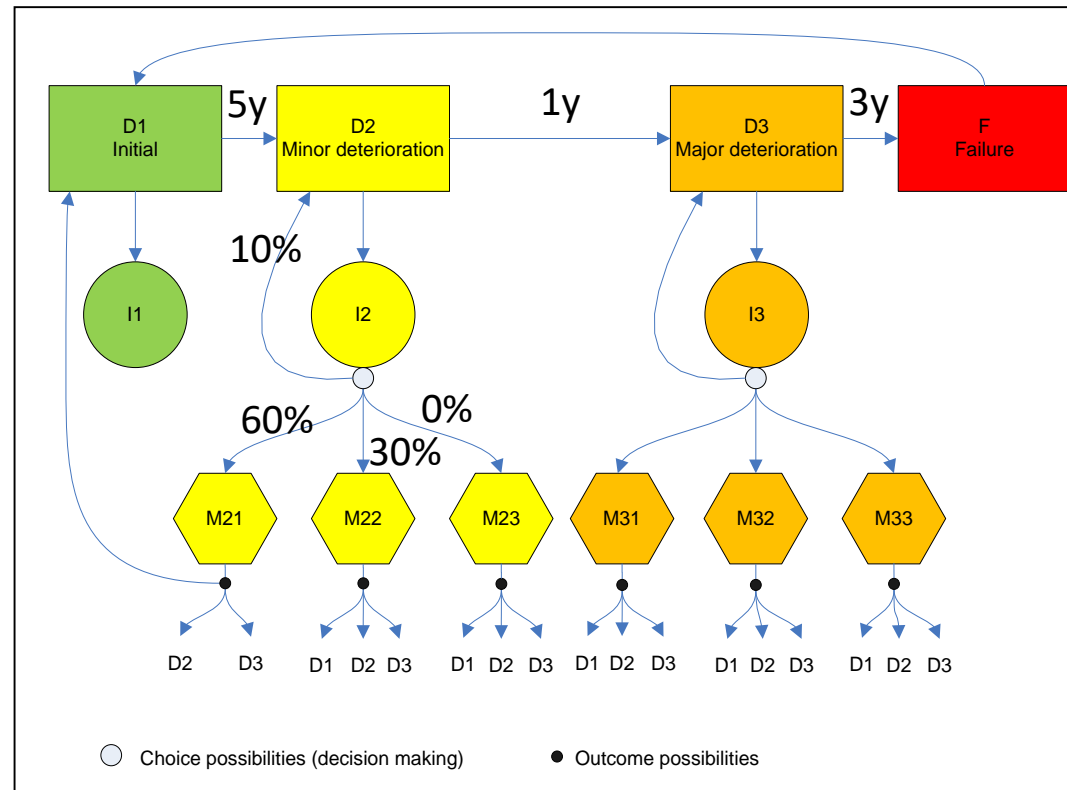 5y
1y
3y
D1
Initial
D2
Minor deterioration
D3
Major deterioration
F
Failure
10%
I1
I2
I3
60%
30%
0%
M21
M22
M23
M31
M32
M33
D2 D3 D1 D2 D3 D1 D2 D3 D1 D2 D3 D1 D2 D3 D1 D2 D3
Choice possibilities (decision making) Outcome possibilities